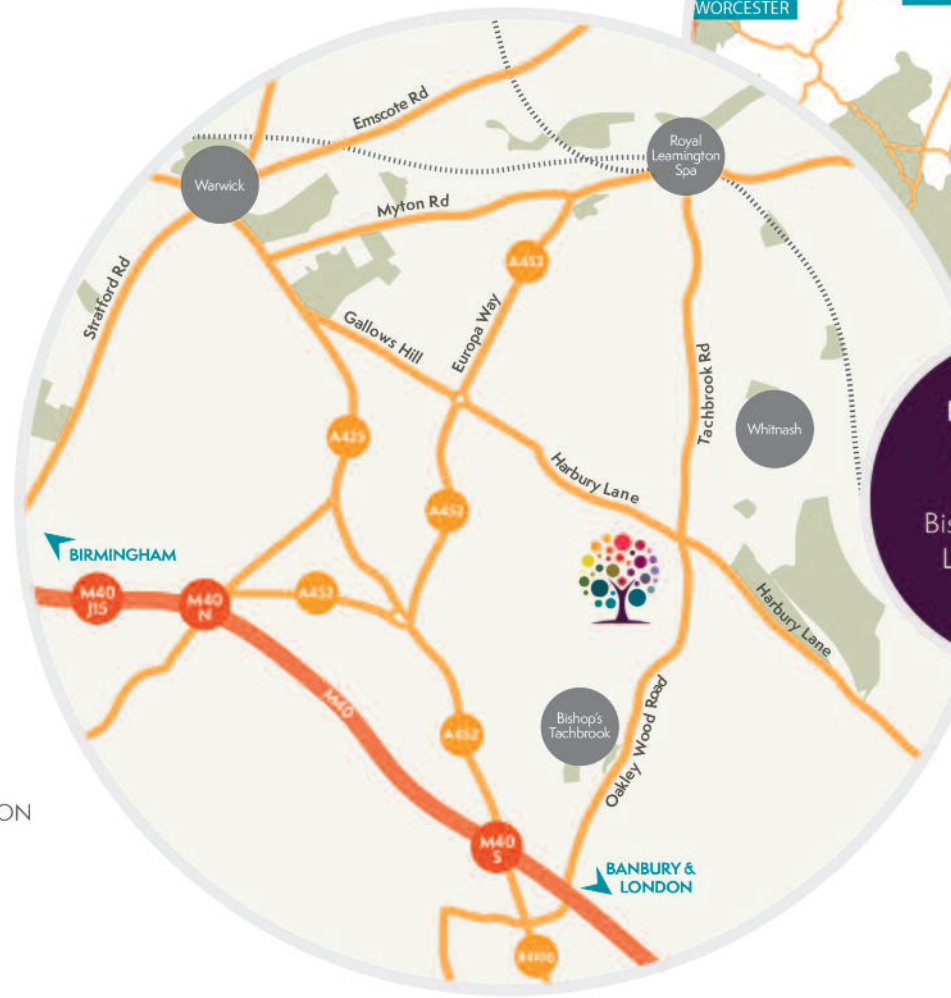 WORCESTER
Emscote Rd
Royal
Leamington
Spa
Warwick
Myton Rd
A452
Stratford Rd
Gallows Hill
Europa Way
Tachbrook Rd
Whitnash
A425
Harbury Lane
A452
BIRMINGHAM
M40
J15
M40
N
A452
Harbury Lane
M40
Bishop's
Tachbrook
A452
Oakley Wood Road
ON
M40
S
BANBURY &
LONDON
Bis
L